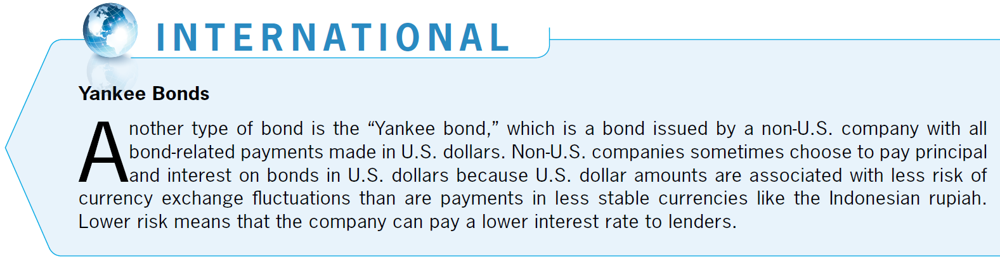 INTERNATIONAL
Yankee Bonds
Another type of bond is the “Yankee bond,” which is a bond issued by a non-U.S. company with all
bond-related payments made in U.S. dollars. Non-U.S. companies sometimes choose to pay principal
and interest on bonds in U.S. dollars because U.S. dollar amounts are associated with less risk of
currency exchange fluctuations than are payments in less stable currencies like the Indonesian rupiah.
Lower risk means that the company can pay a lower interest rate to lenders.